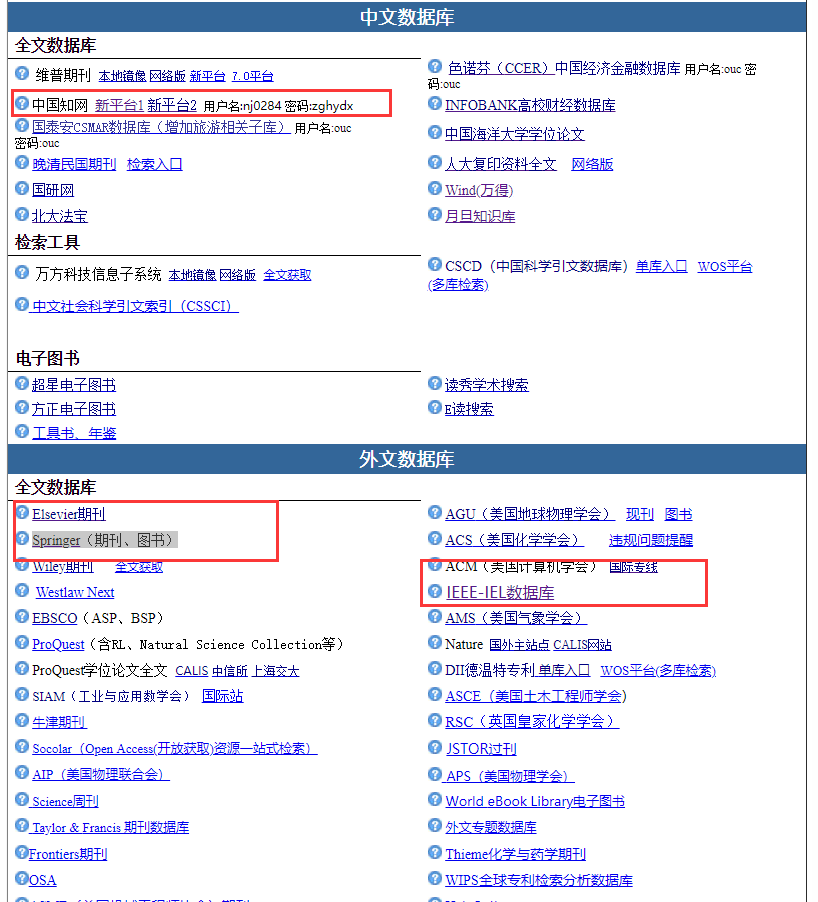 中文数据库
全文数据库
维普期刊 本地镜像 网络版 新平台 7.0平台
中国知网 新平台1 新平台2 用户名:nj0284 密码:zghydx
国泰安CSMAR数据库（增加旅游相关子库） 用户名:ouc
密码:ouc
晚清民国期刊 检索入口
国研网
北大法宝
色诺芬（CCER）中国经济金融数据库 用户名:ouc 密
码:ouc
INFOBANK高校财经数据库
中国海洋大学学位论文
人大复印资料全文 网络版
Wind(万得)
月旦知识库
检索工具
万方科技信息子系统 本地镜像 网络版 全文获取
中文社会科学引文索引（CSSCI）
CSCD（中国科学引文数据库）单库入口 WOS平台
(多库检索)
电子图书
超星电子图书
方正电子图书
工具书、年鉴
读秀学术搜索
E读搜索
外文数据库
全文数据库
Elsevier期刊
Springer（期刊、图书）
Wiley期刊 全文获取
Westlaw Next
EBSCO（ASP、BSP）
ProQuest（含RL、Natural Science Collection等）
ProQuest学位论文全文 CALIS 中信所 上海交大
SIAM（工业与应用数学会） 国际站
牛津期刊
Socolar（Open Access(开放获取)资源一站式检索）
AIP（美国物理联合会）
Science周刊
Taylor & Francis 期刊数据库
Frontiers期刊
OSA
AGU（美国地球物理学会） 现刊 图书
ACS（美国化学学会） 违规问题提醒
ACM（美国计算机学会） 国际专线
IEEE-IEL数据库
AMS（美国气象学会）
Nature 国外主站点 CALIS网站
DII德温特专利 单库入口 WOS平台(多库检索)
ASCE（美国土木工程师学会)
RSC（英国皇家化学学会）
JSTOR过刊
APS（美国物理学会）
World eBook Library电子图书
外文专题数据库
Thieme化学与药学期刊
WIPS全球专利检索分析数据库